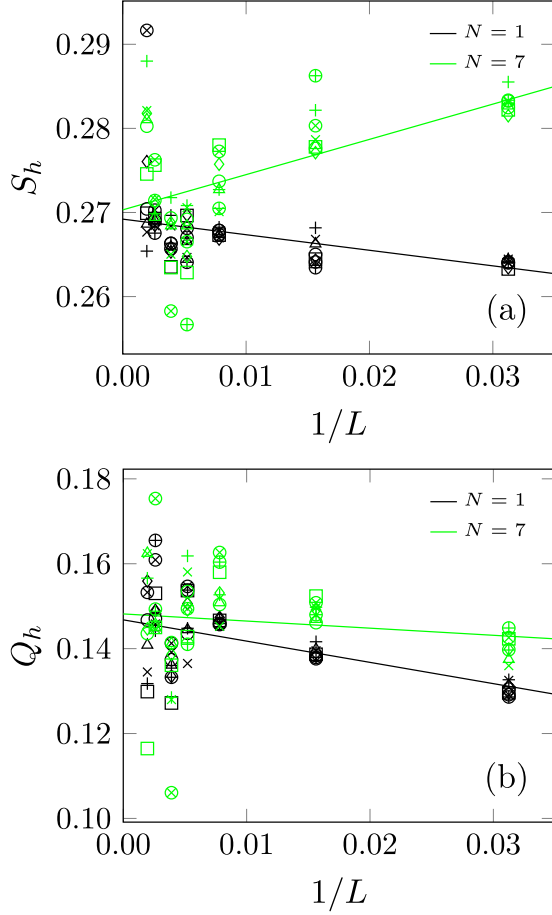 0.29
0.28
0.27
0.26
S_h
N = 1
N = 7
(a)
0.00 0.01 0.02 0.03
1/L
0.18
0.16
0.14
0.12
0.10
Q_h
N = 1
N = 7
(b)
0.00 0.01 0.02 0.03
1/L